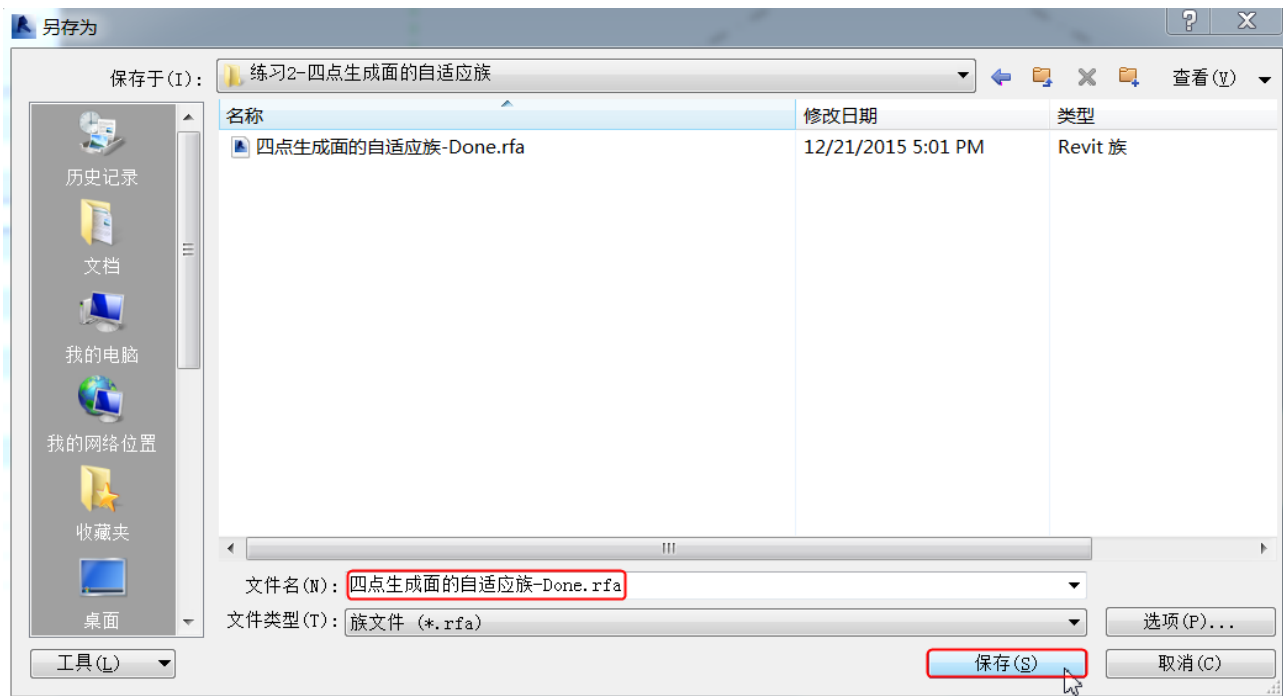 另存为
保存于(I): 练习2-四点生成面的自适应族 查看(V)
名称 修改日期 类型
四点生成面的自适应族-Done.rfa 12/21/2015 5:01 PM Revit 族
历史记录
文档
我的电脑
我的网络位置
收藏夹
桌面
文件名(N): 四点生成面的自适应族-Done.rfa
文件类型(T): 族文件 (*.rfa) 选项(P)...
工具(L) 保存(S) 取消(C)